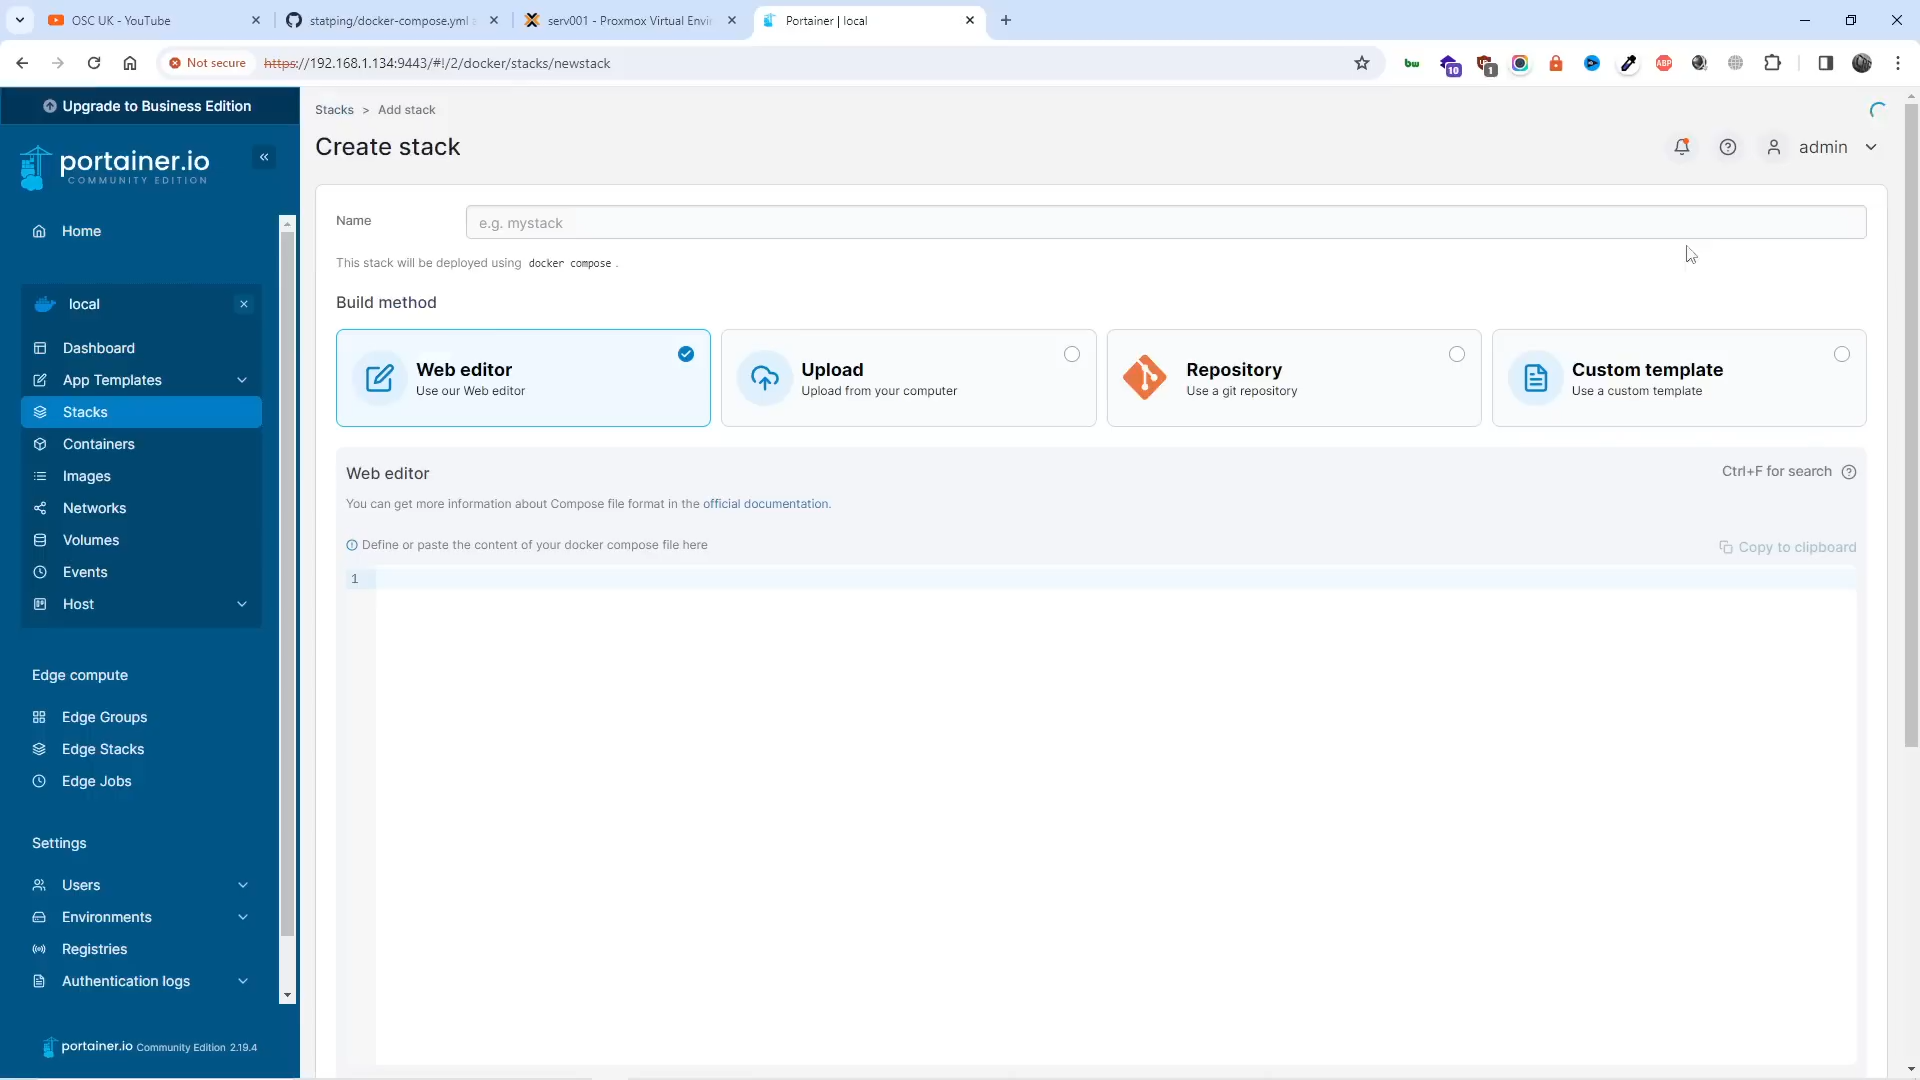 OSC UK - YouTube
statping/docker-compose.yml
serv001 - Proxmox Virtual Envi
Portainer | local
Not secure
https://192.168.1.134:9443/#!/2/docker/stacks/newstack
bw
10
1
ABP
Upgrade to Business Edition
portainer.io
COMMUNITY EDITION
Home
local
Dashboard
App Templates
Stacks
Containers
Images
Networks
Volumes
Events
Host
Edge compute
Edge Groups
Edge Stacks
Edge Jobs
Settings
Users
Environments
Registries
Authentication logs
portainer.io Community Edition 2.19.4
Stacks > Add stack
Create stack
admin
Name
e.g. mystack
This stack will be deployed using docker compose .
Build method
Web editor
Use our Web editor
Upload
Upload from your computer
Repository
Use a git repository
Custom template
Use a custom template
Web editor
Ctrl+F for search
You can get more information about Compose file format in the official documentation.
Define or paste the content of your docker compose file here
Copy to clipboard
1